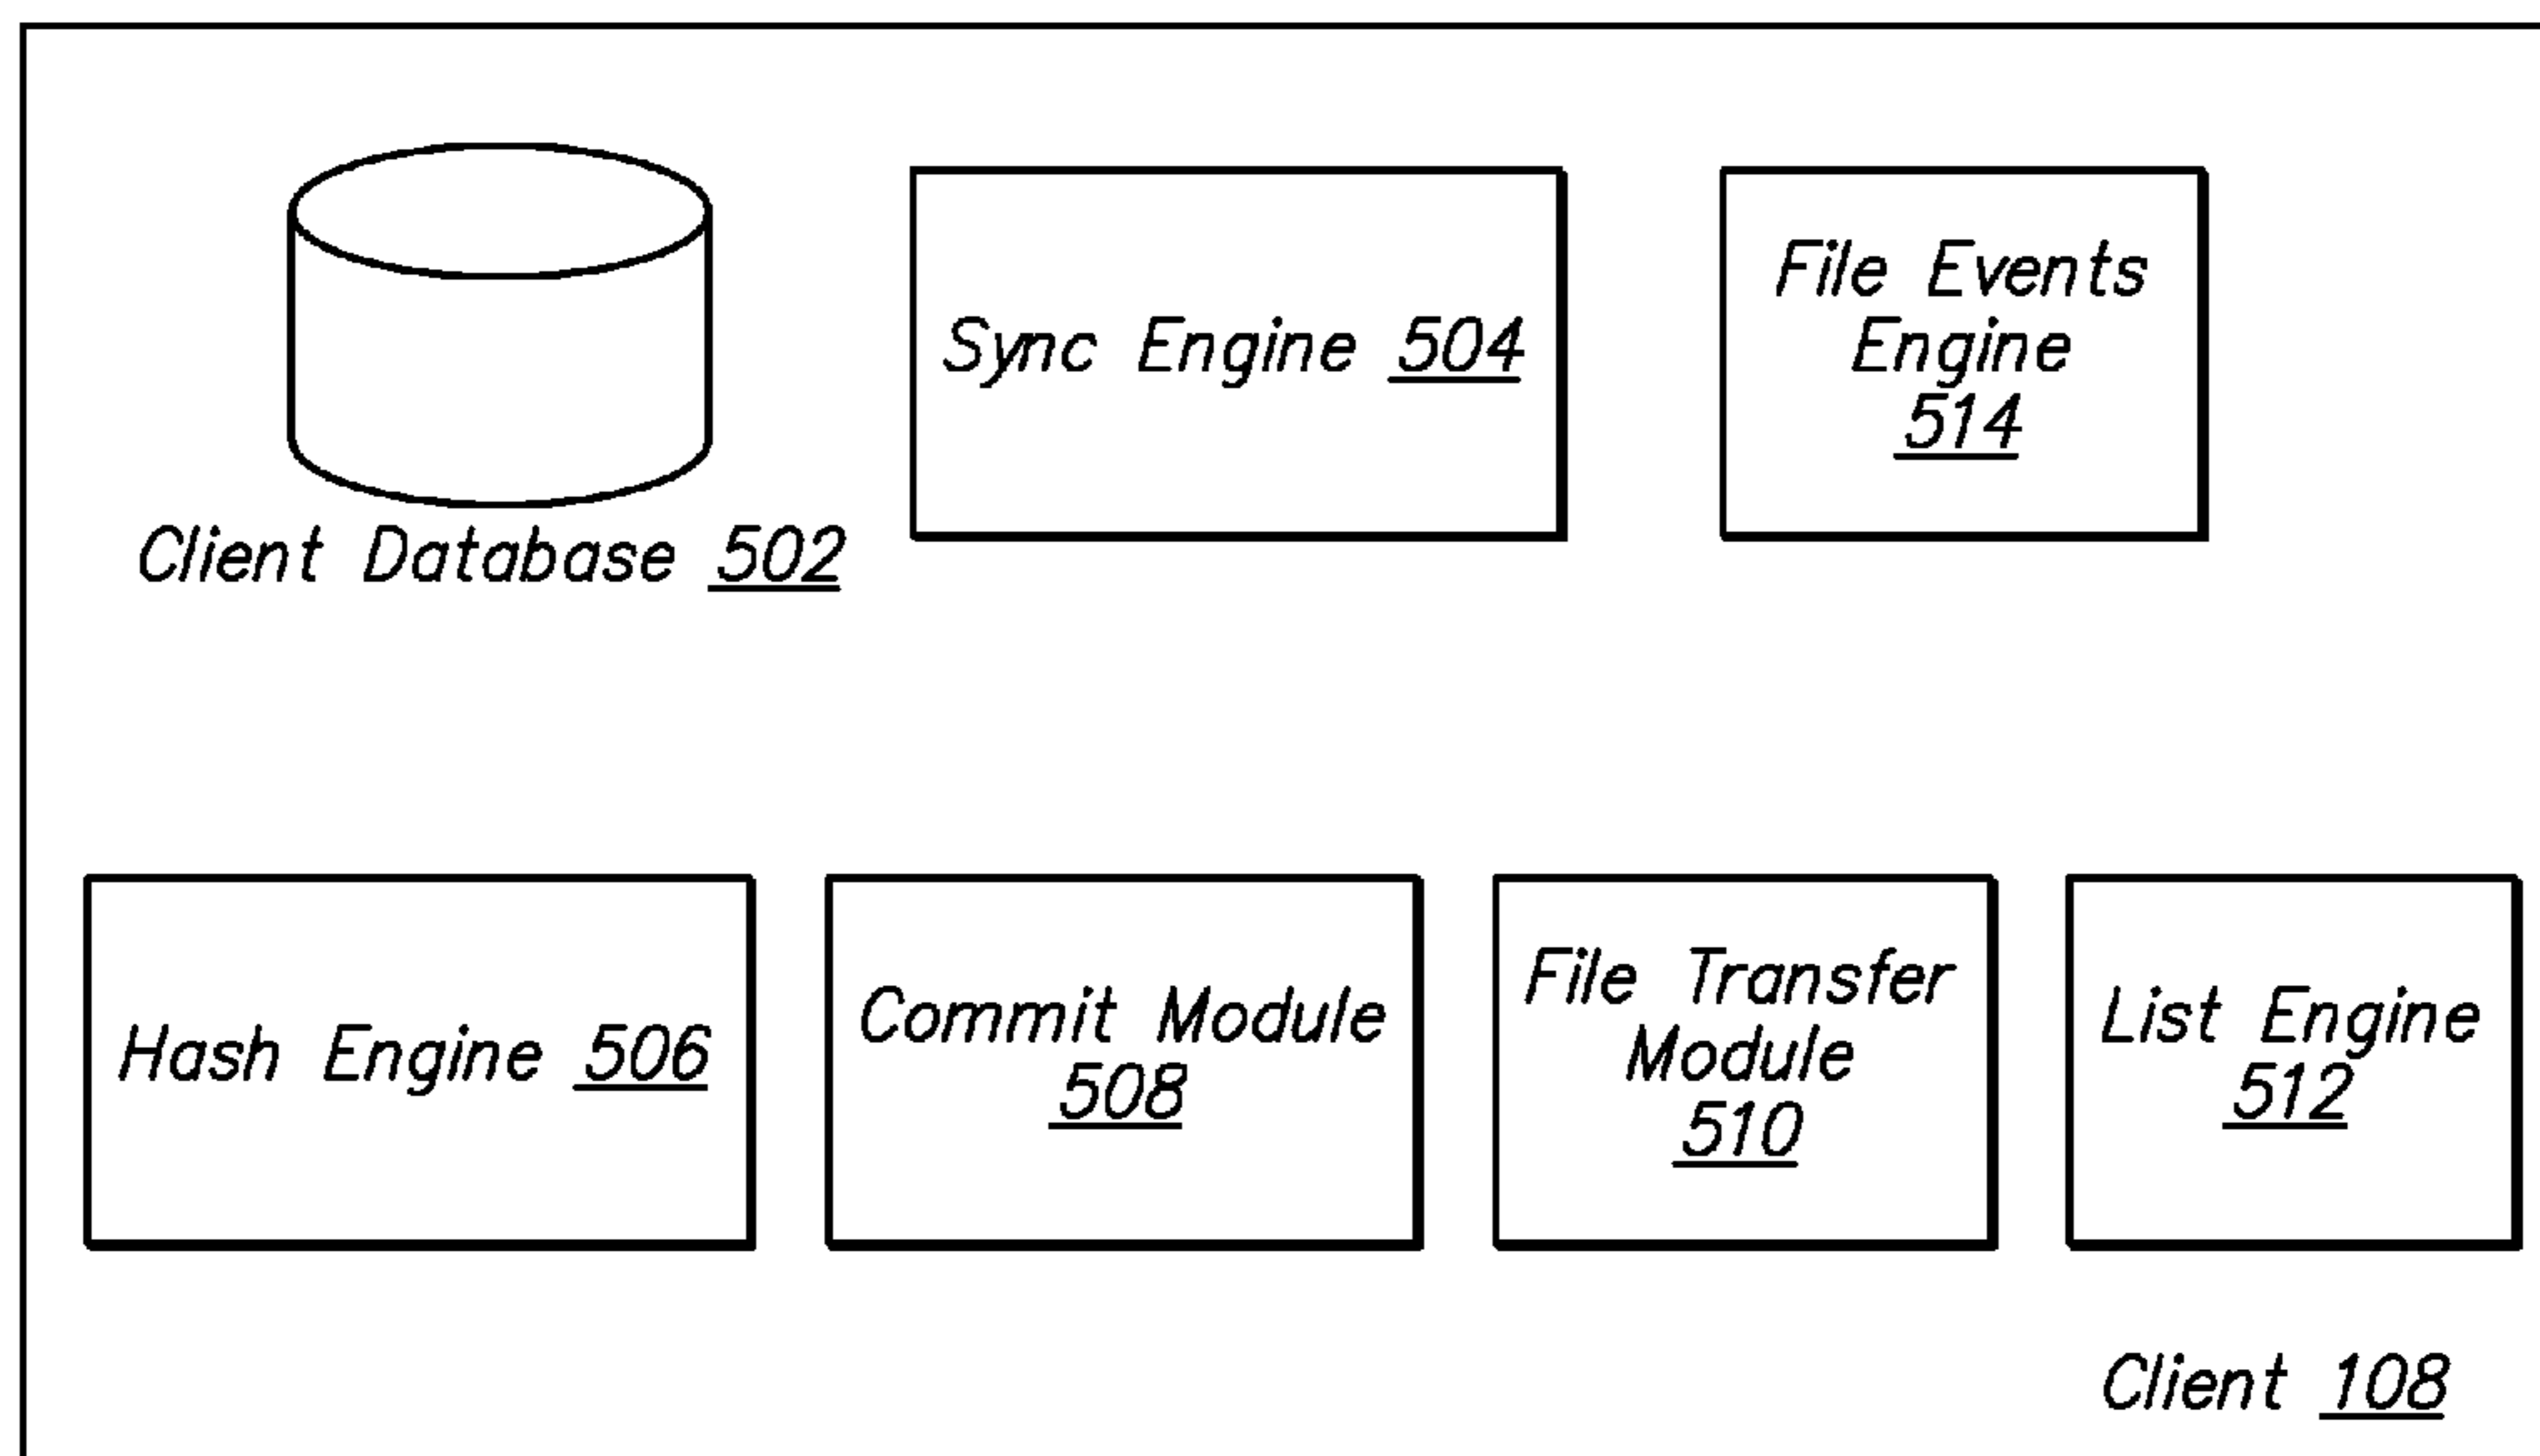 Client Database 502
Sync Engine 504
File Events
Engine
514
Hash Engine 506
Commit Module
508
File Transfer
Module
510
List Engine
512
Client 108